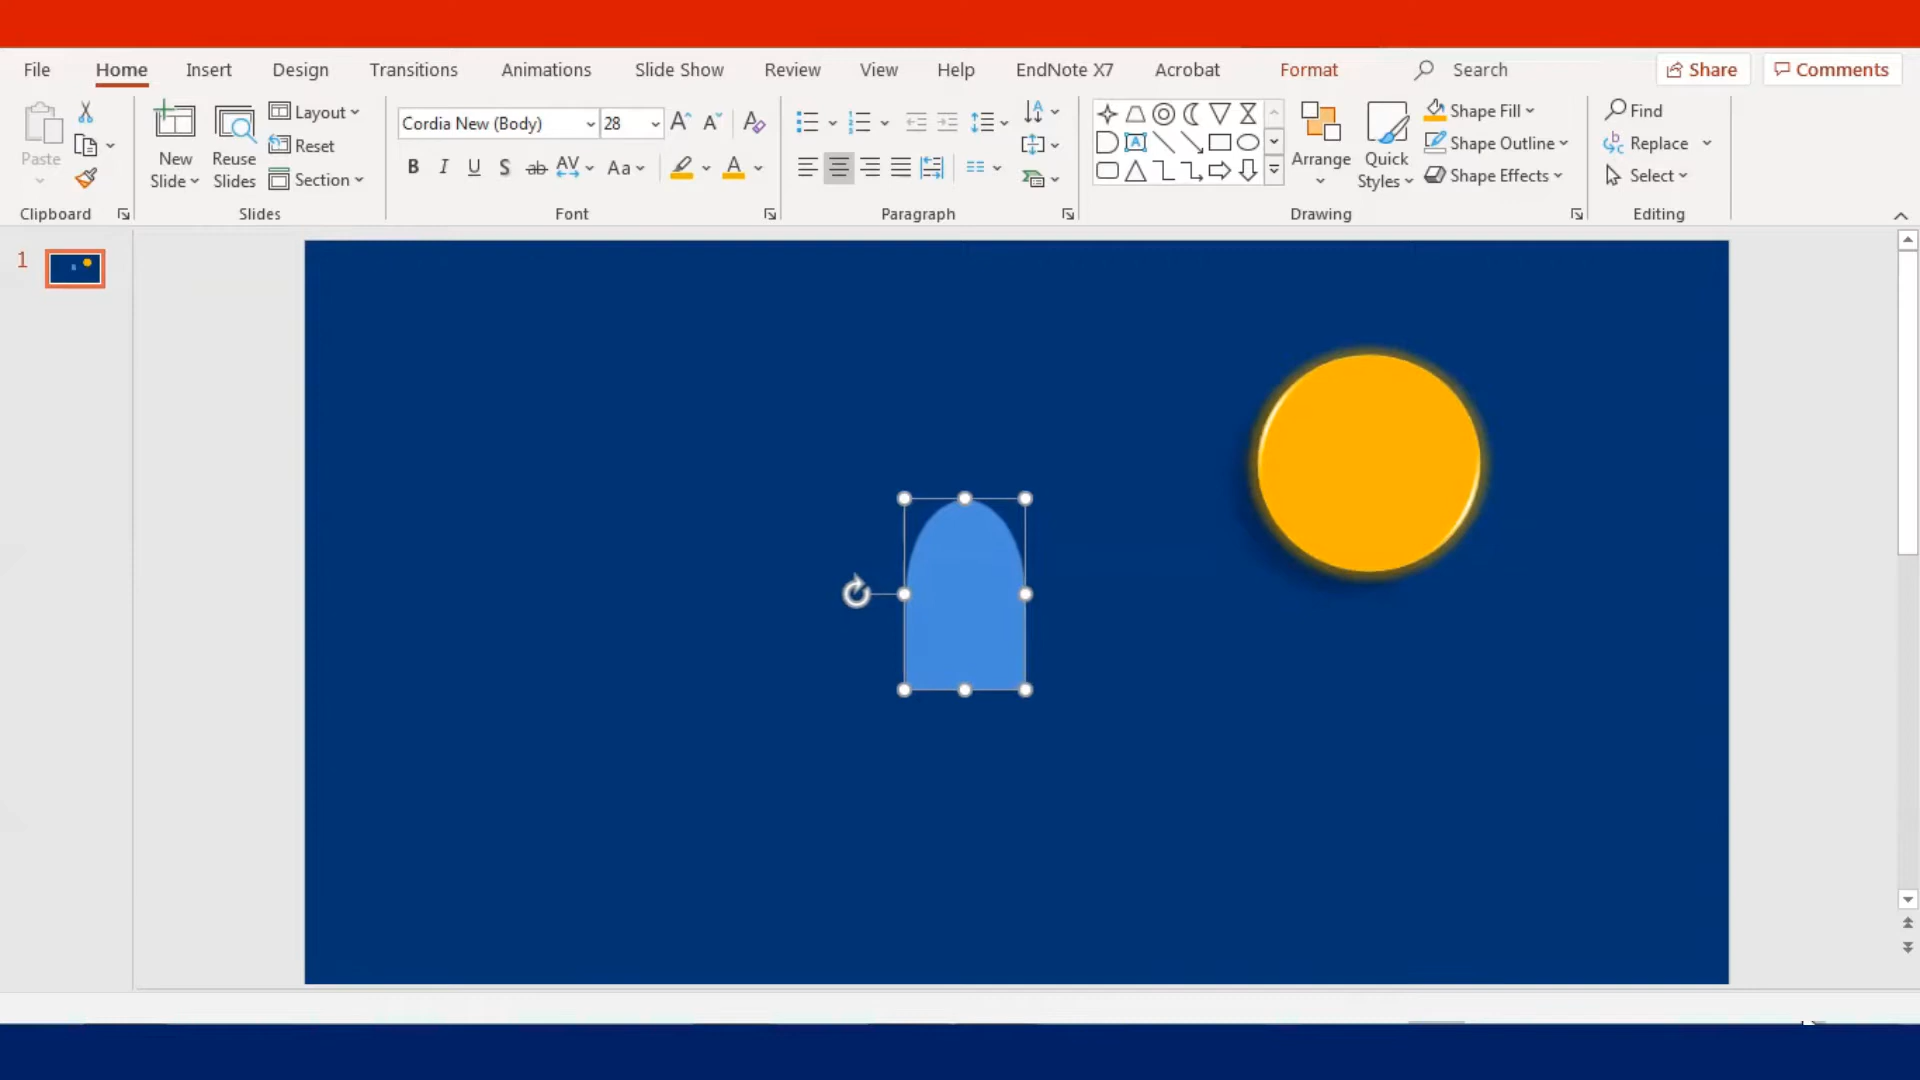 File Home Insert Design Transitions Animations Slide Show Review View Help EndNote X7 Acrobat Format Search Share Comments
Paste
New Slide
Reuse Slides
Layout
Reset
Section
Cordia New (Body) 28
B I U S ab AV Aa A
Arrange
Quick Styles
Shape Fill
Shape Outline
Shape Effects
Find
Replace
Select
Clipboard Slides Font Paragraph Drawing Editing
1